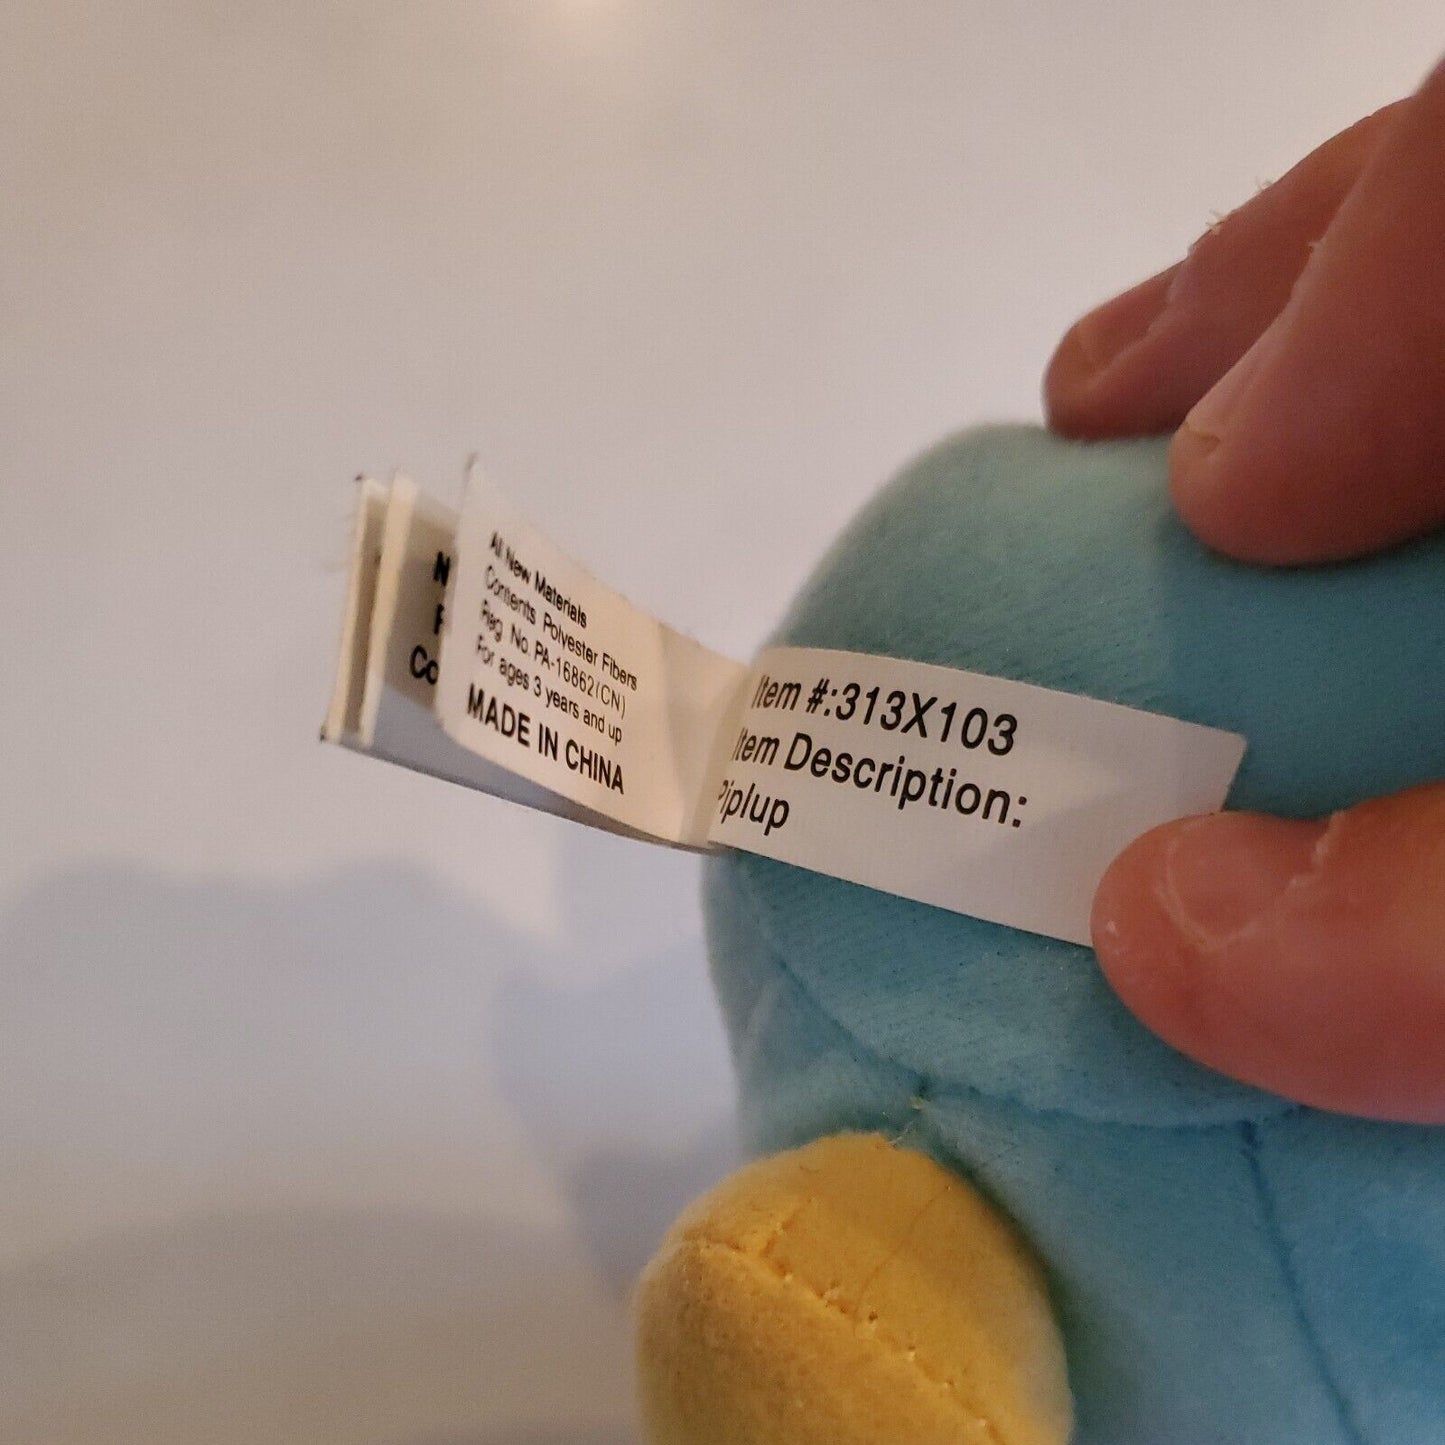 N
F
Co
All New Materials
Contents Polyester Fibers
Reg No. PA-16862(CN)
For ages 3 years and up
MADE IN CHINA
Item #:313X103
Item Description:
Piplup